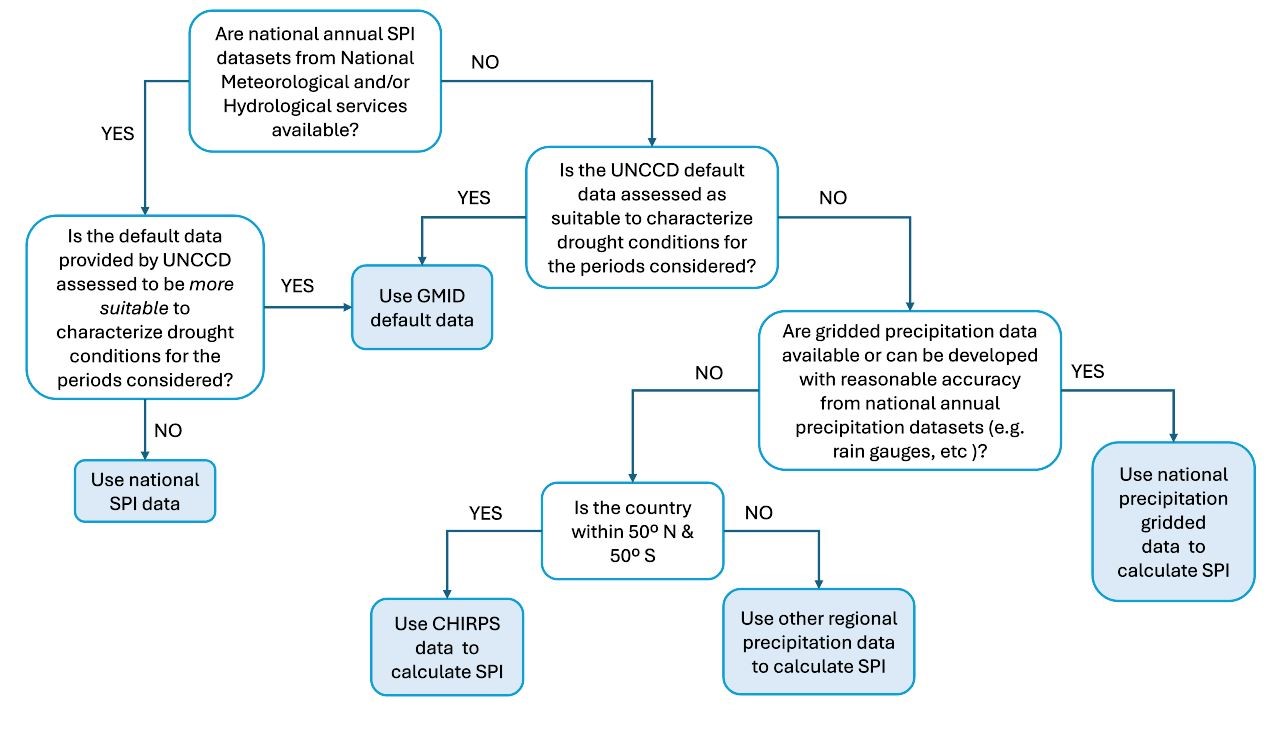 Are national annual SPI
datasets from National
Meteorological and/or
Hydrological services
available?
NO
YES
Is the UNCCD default
data assessed as
suitable to characterize
drought conditions for
the periods considered?
YES
NO
Is the default data
provided by UNCCD
assessed to be more
suitable to
characterize drought
conditions for the
periods considered?
YES
Use GMID
default data
NO
Use national
SPI data
Are gridded precipitation data
available or can be developed
with reasonable accuracy
from national annual
precipitation datasets (e.g.
rain gauges, etc )?
NO
YES
Use national
precipitation
gridded
data to
calculate SPI
Is the country
within 50º N &
50º S
YES
NO
Use CHIRPS
data to
calculate SPI
Use other regional
precipitation data
to calculate SPI